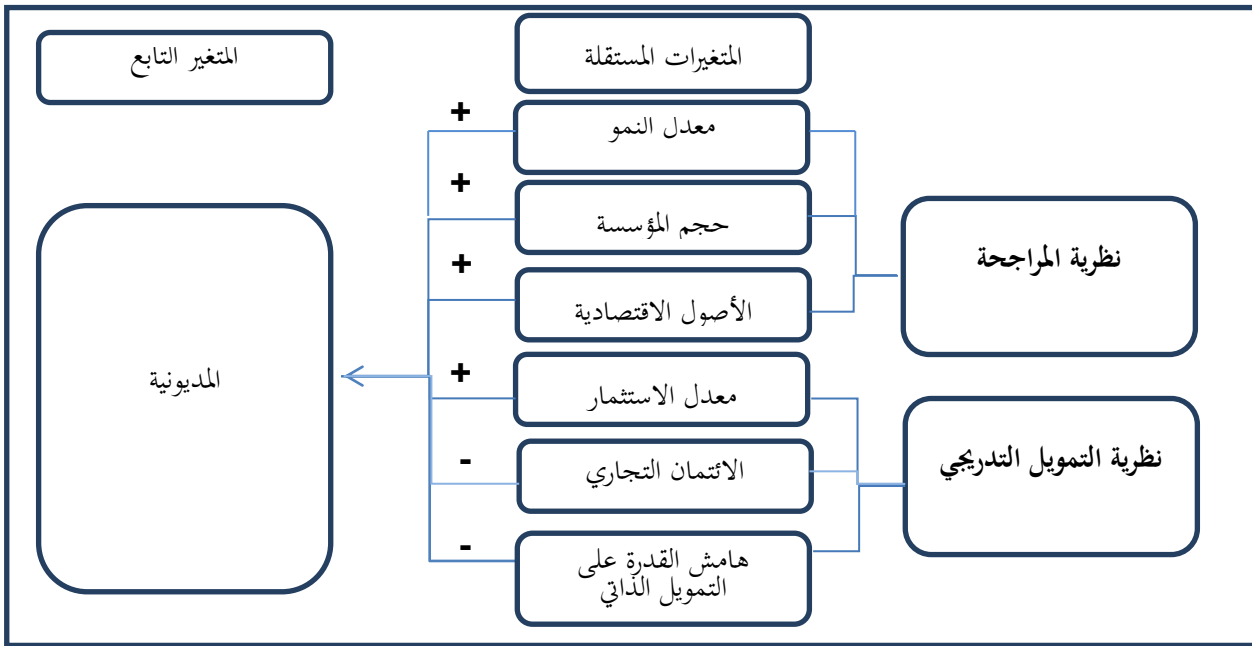 المتغيرات المستقلة
المتغير التابع
نظرية المراجحة
+
معدل النمو
+
حجم المؤسسة
+
الأصول الاقتصادية
نظرية التمويل التدريجي
+
معدل الاستثمار
-
الائتمان التجاري
-
هامش القدرة على
التمويل الذاتي
المديونية